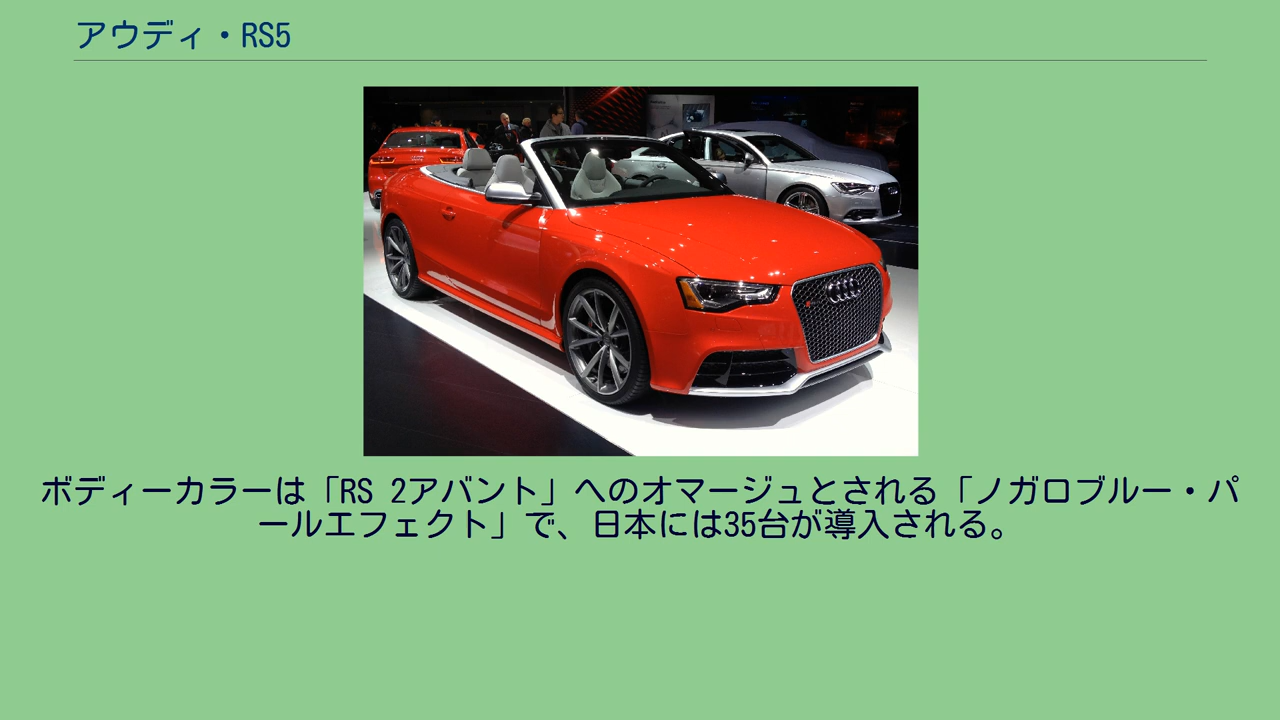 アウディ・RS5
ボディーカラーは「RS 2アバント」へのオマージュとされる「ノガロブルー・パ
ールエフェクト」で、日本には35台が導入される。